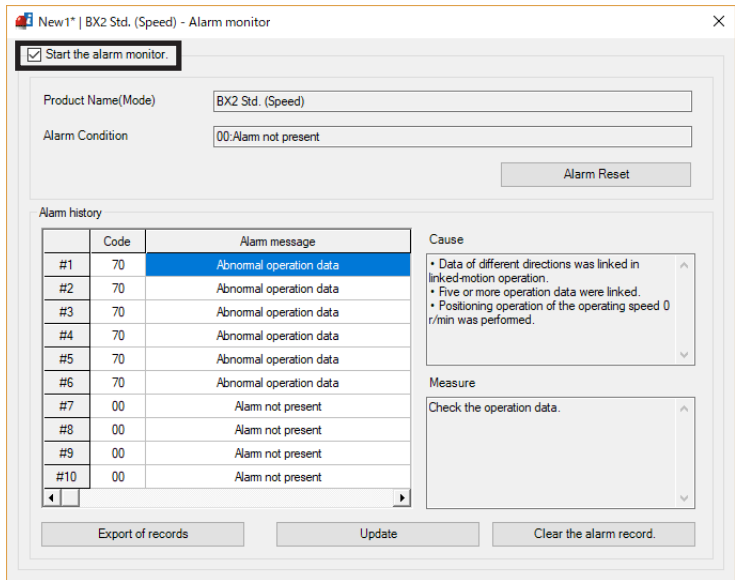 New1* | BX2 Std. (Speed) - Alarm monitor
Start the alarm monitor.
Product Name(Mode) BX2 Std. (Speed)
Alarm Condition 00:Alarm not present
Alarm Reset
Alarm history
Code Alarm message
#1 70 Abnormal operation data
#2 70 Abnormal operation data
#3 70 Abnormal operation data
#4 70 Abnormal operation data
#5 70 Abnormal operation data
#6 70 Abnormal operation data
#7 00 Alarm not present
#8 00 Alarm not present
#9 00 Alarm not present
#10 00 Alarm not present
Cause
• Data of different directions was linked in
linked-motion operation.
• Five or more operation data were linked.
• Positioning operation of the operating speed 0
r/min was performed.
Measure
Check the operation data.
Export of records Update Clear the alarm record.